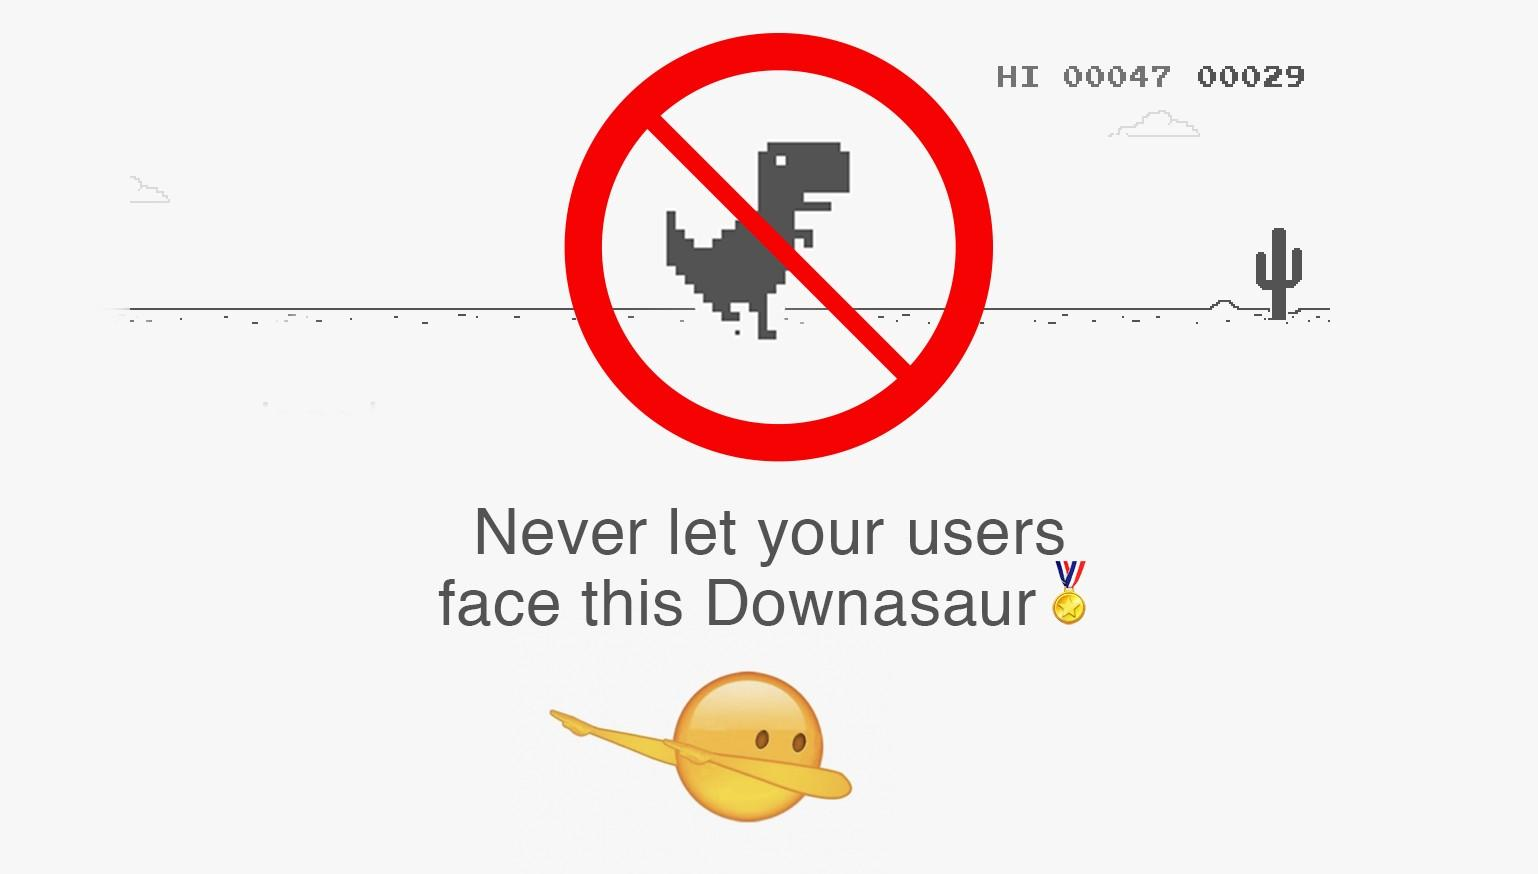 HI 00047 00029
Never let your users
face this Downasaur🏅